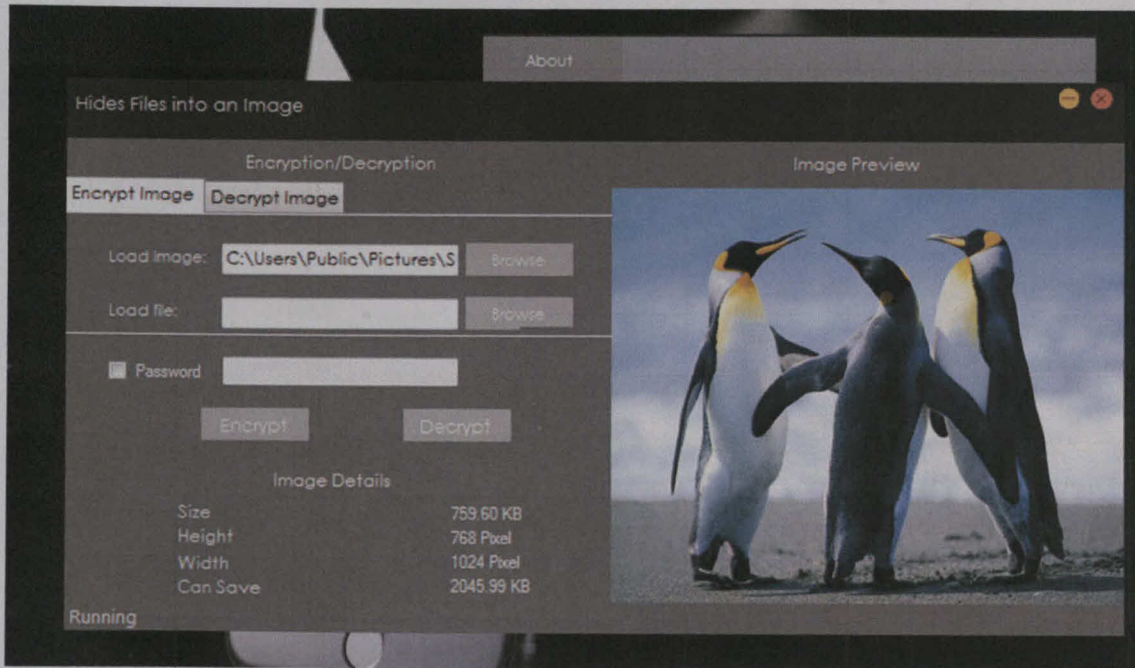 About
Hides Files into an Image
Encryption/Decryption
Image Preview
Encrypt Image Decrypt Image
Load image: C:\Users\Public\Pictures\S Browse
Load file: Browse
Password
Encrypt Decrypt
Image Details
Size 759.60 KB
Height 768 Pixel
Width 1024 Pixel
Can Save 2045.99 KB
Running